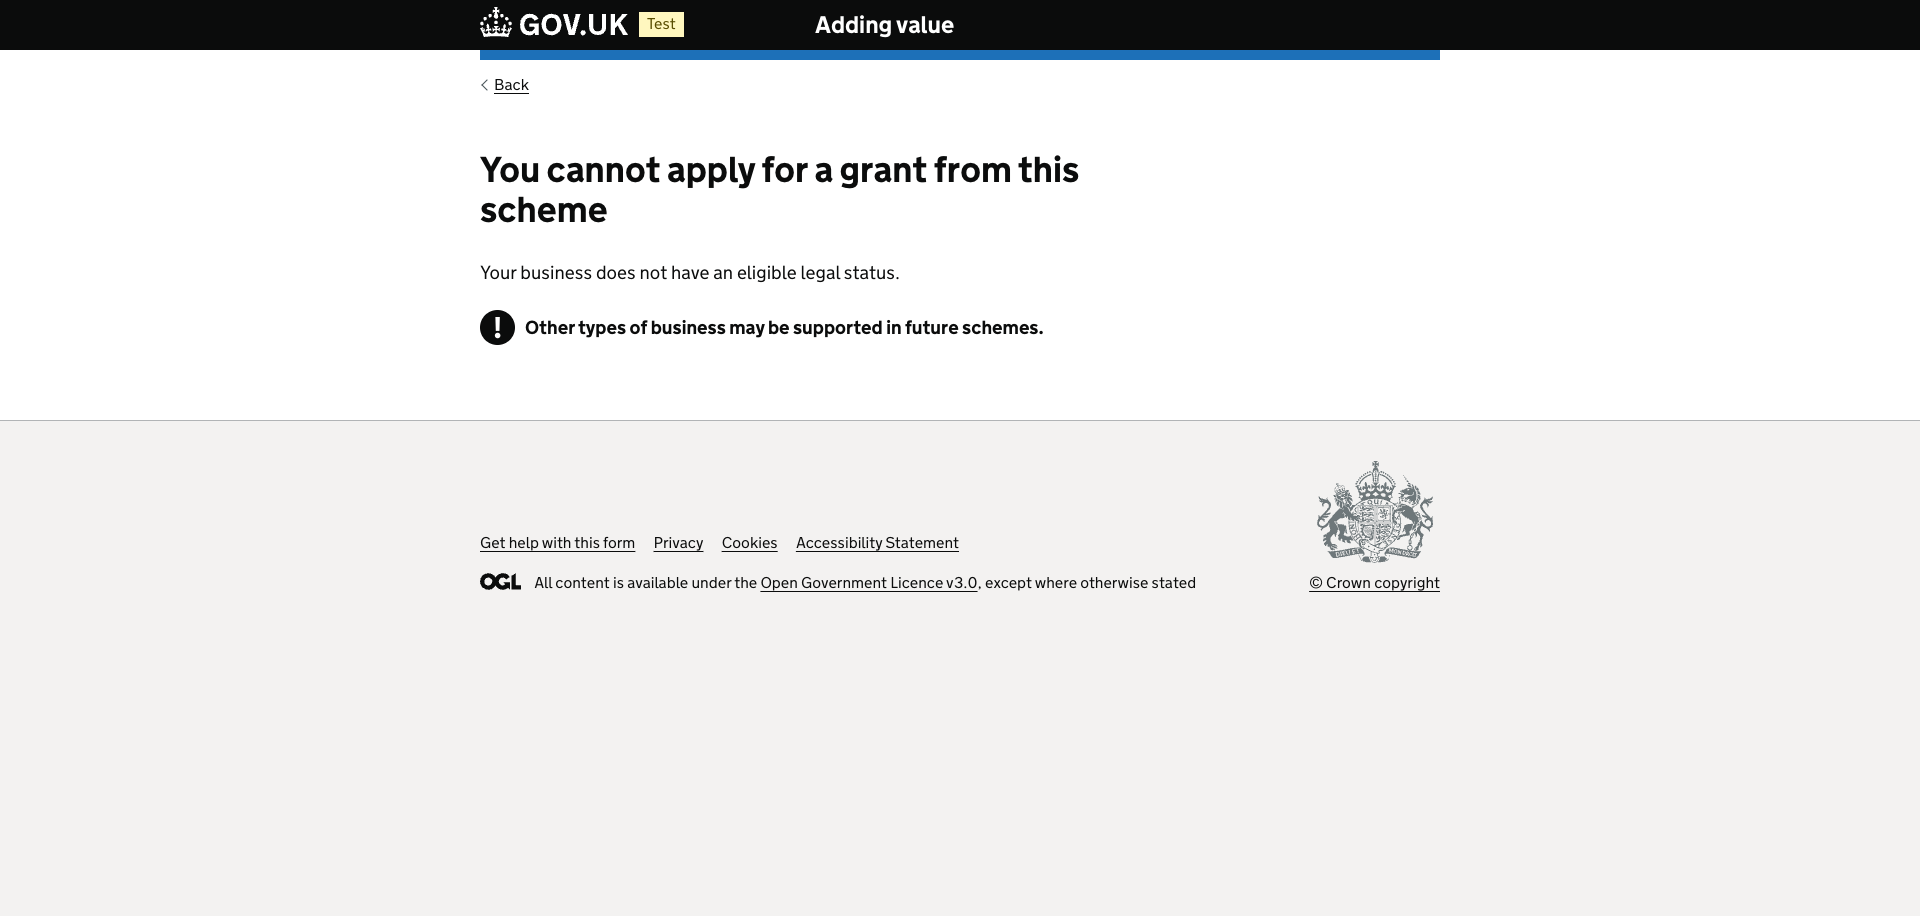 GOV.UK Test Adding value
Back
You cannot apply for a grant from this
scheme
Your business does not have an eligible legal status.
! Other types of business may be supported in future schemes.
Get help with this form Privacy Cookies Accessibility Statement
OGL All content is available under the Open Government Licence v3.0, except where otherwise stated
© Crown copyright